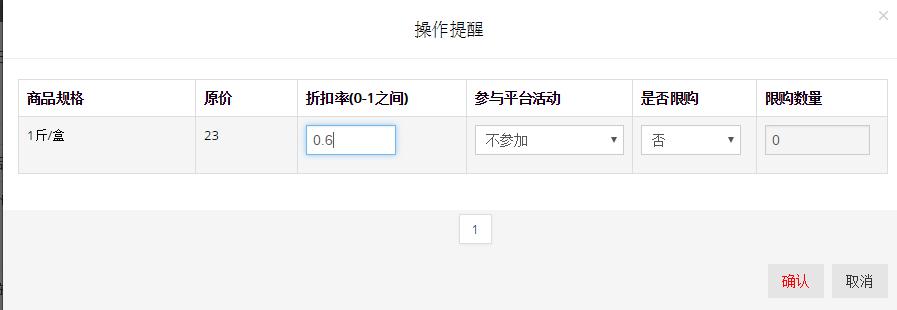 ×
操作提醒
商品规格 原价 折扣率(0-1之间) 参与平台活动 是否限购 限购数量
1斤/盒 23 0.6 不参加 否 0
1
确认 取消